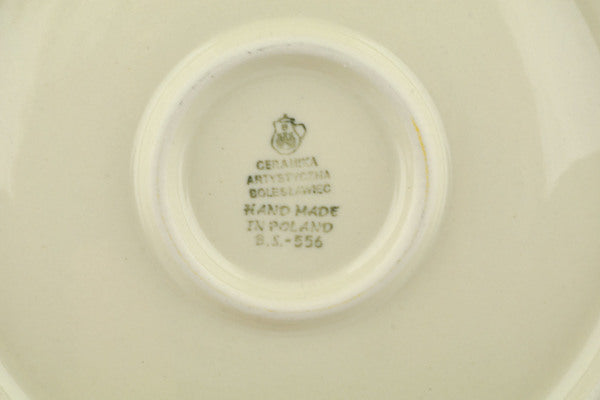 CERAMIKA
ARTYSTYCZNA
BOLESŁAWIEC
HAND MADE
IN POLAND
B.S.-556